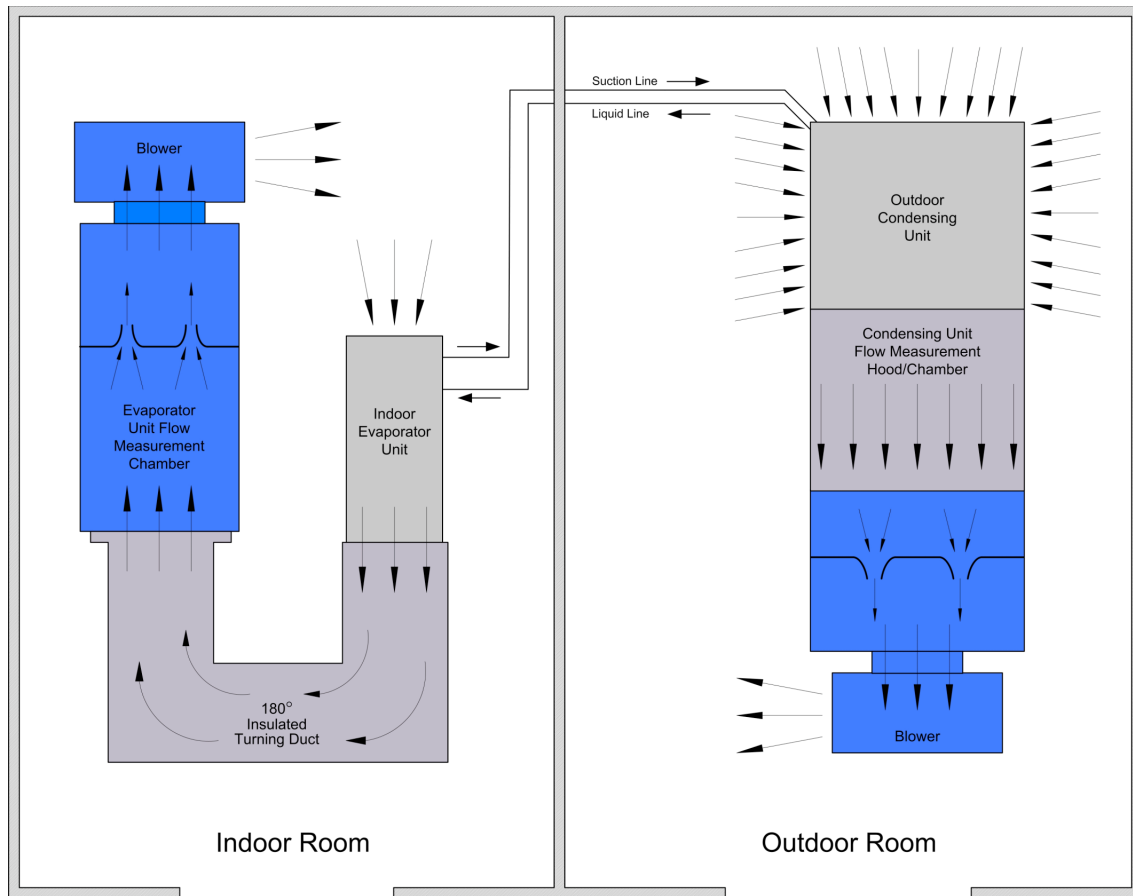 Suction Line
Liquid Line
Blower
Outdoor
Condensing
Unit
Condensing Unit
Flow Measurement
Hood/Chamber
Evaporator
Unit Flow
Measurement
Chamber
Indoor
Evaporator
Unit
180°
Insulated
Turning Duct
Blower
Indoor Room
Outdoor Room